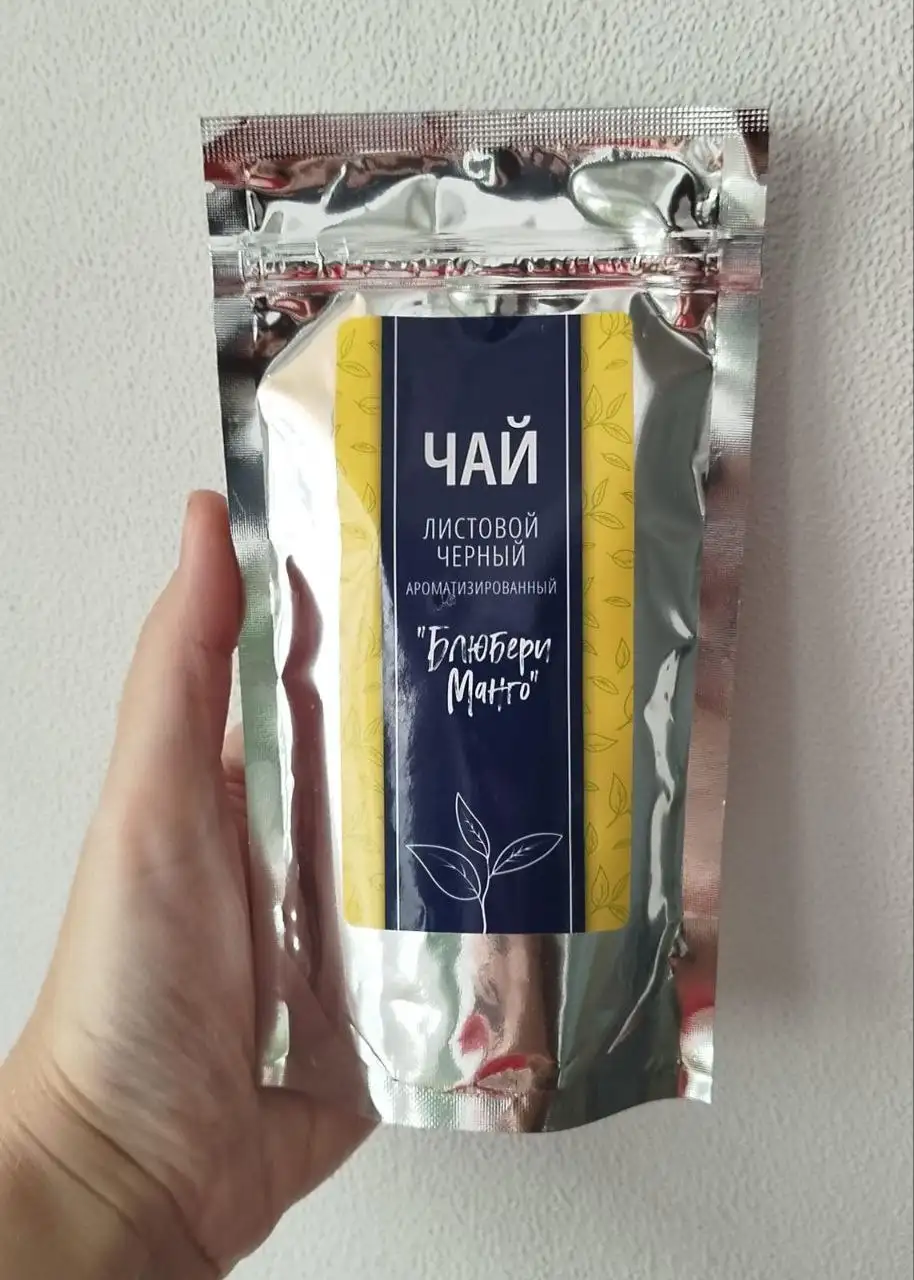 ЧАЙ
ЛИСТОВОЙ
ЧЕРНЫЙ
АРОМАТИЗИРОВАННЫЙ
"Блюбери
Манго"